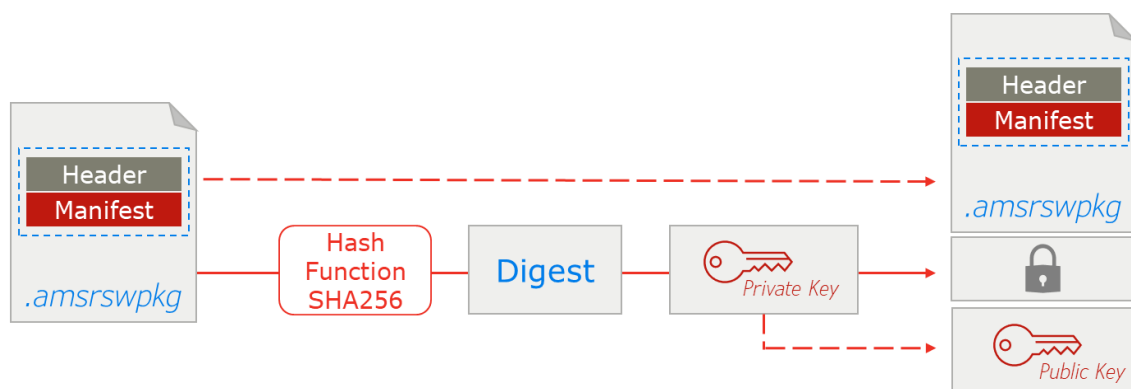 Header
Manifest
.amsrswpkg
Hash
Function
SHA256
Digest
Private Key
Header
Manifest
.amsrswpkg
Public Key